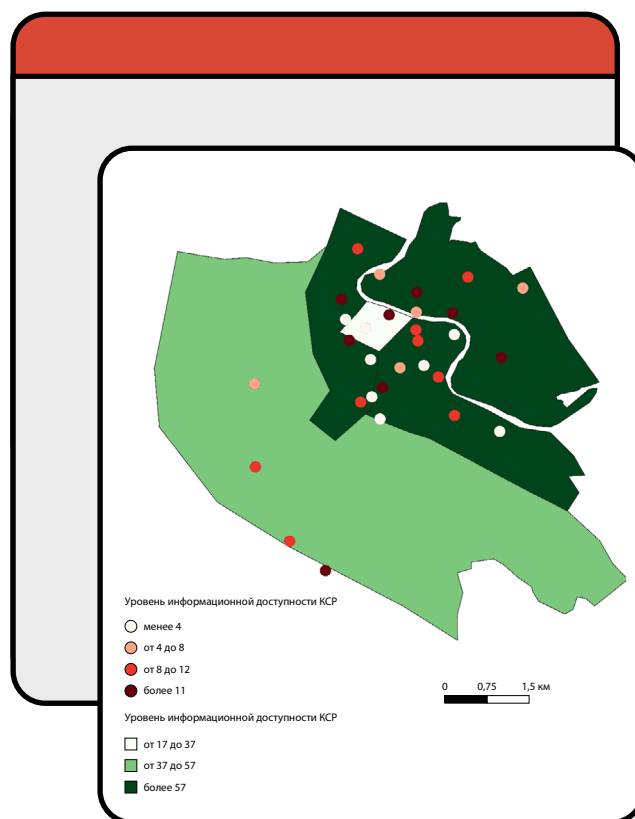 Уровень информационной доступности КСР
менее 4
от 4 до 8
от 8 до 12
более 11
Уровень информационной доступности КСР
от 17 до 37
от 37 до 57
более 57
0 0,75 1,5 км